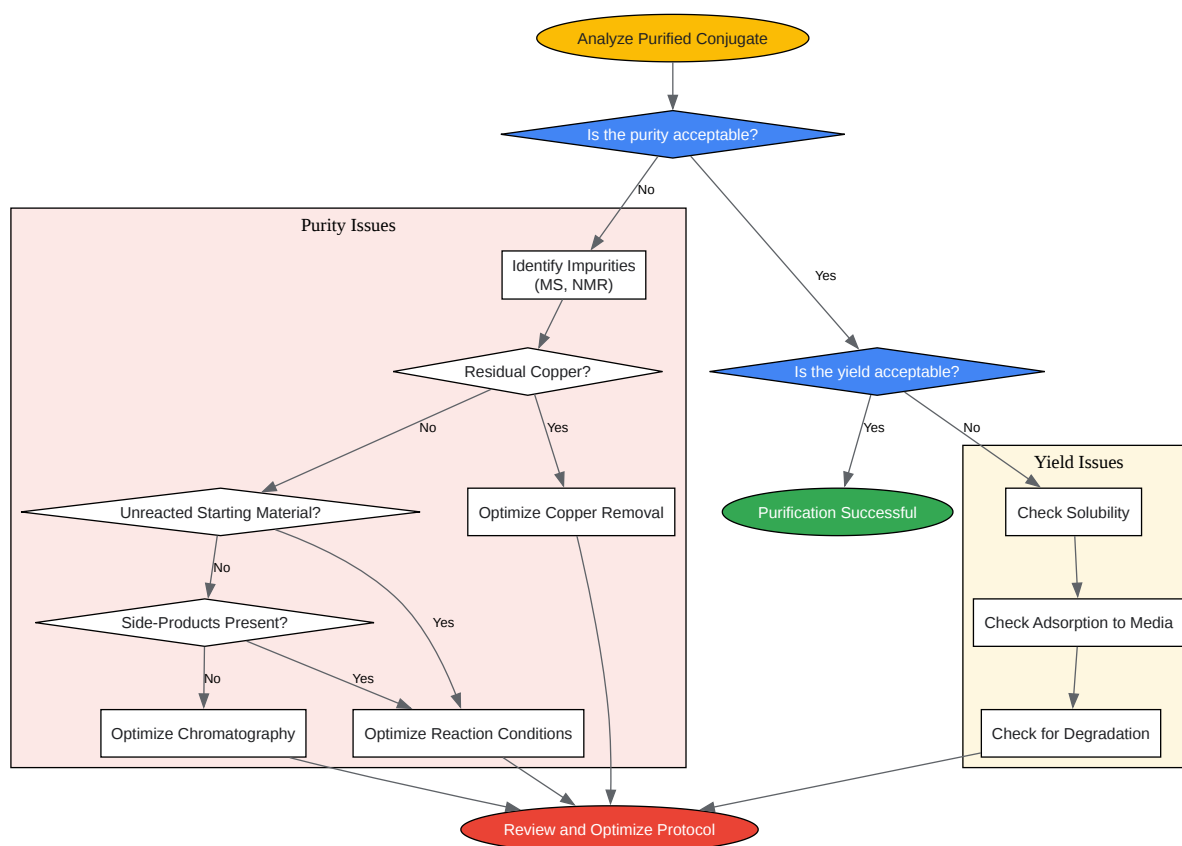 Analyze Purified Conjugate
Is the purity acceptable?
No
Yes
Purity Issues
Identify Impurities
(MS, NMR)
Residual Copper?
No
Yes
Is the yield acceptable?
Yes
No
Yield Issues
Unreacted Starting Material?
Optimize Copper Removal
Purification Successful
Check Solubility
No
Yes
Side-Products Present?
Check Adsorption to Media
No
Yes
Optimize Chromatography
Optimize Reaction Conditions
Check for Degradation
Review and Optimize Protocol